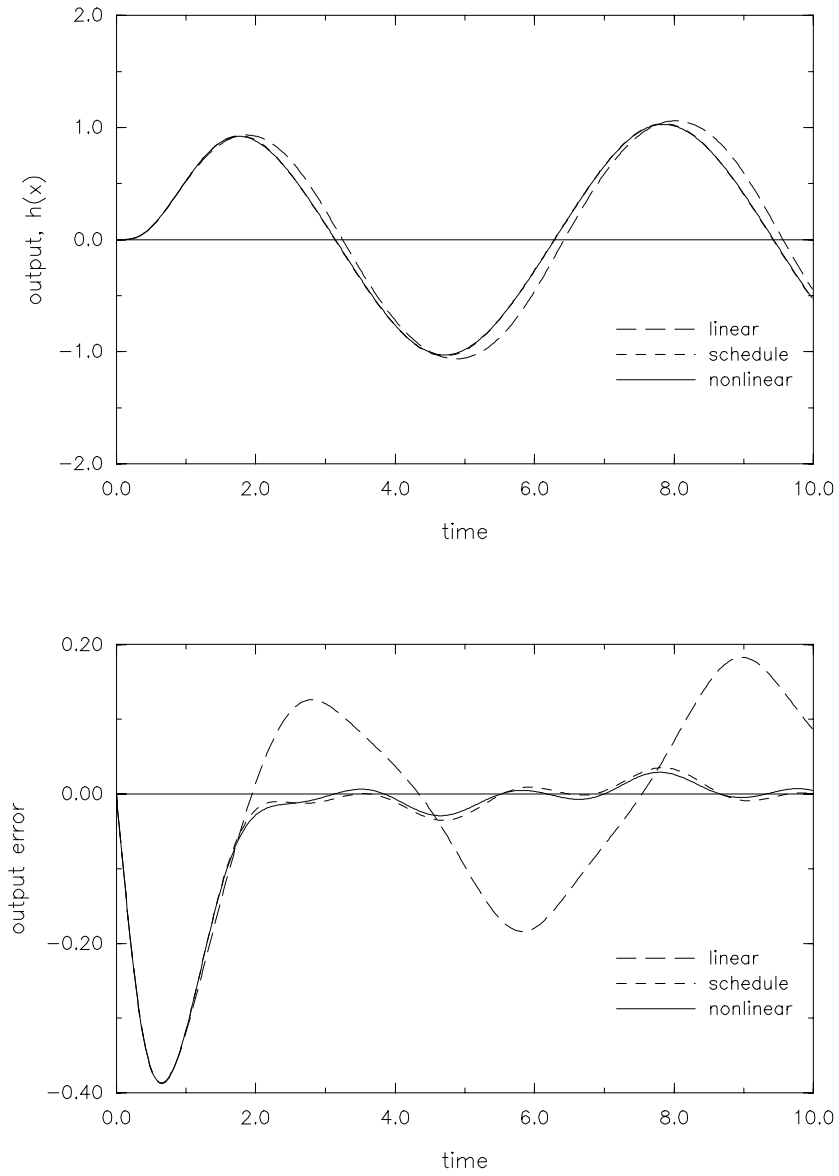 2.0
1.0
0.0
−1.0
−2.0
output, h(x)
linear
schedule
nonlinear
0.0 2.0 4.0 6.0 8.0 10.0
time
0.20
0.00
−0.20
−0.40
output error
linear
schedule
nonlinear
0.0 2.0 4.0 6.0 8.0 10.0
time